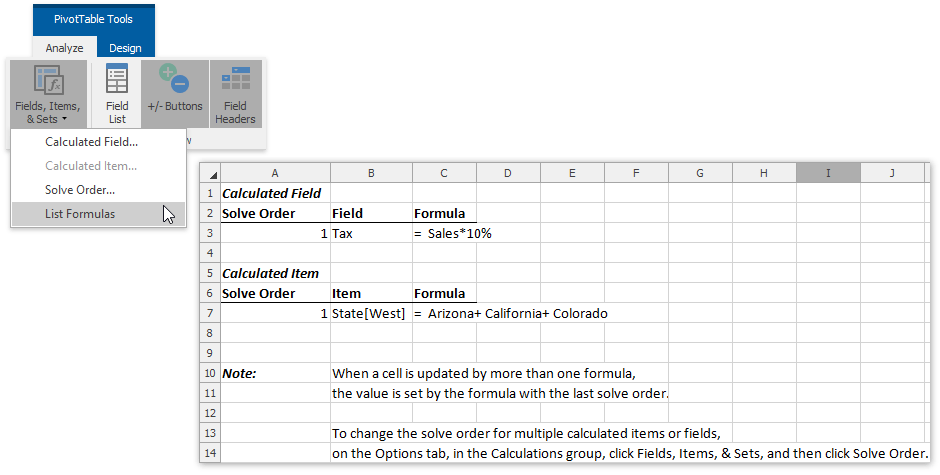 PivotTable Tools
Analyze Design
Fields, Items, & Sets
Field List
+/- Buttons
Field Headers
w
Calculated Field...
Calculated Item...
Solve Order...
List Formulas
A B C D E F G H I J
1 Calculated Field
2 Solve Order Field Formula
3 1 Tax = Sales*10%
4
5 Calculated Item
6 Solve Order Item Formula
7 1 State[West] = Arizona+ California+ Colorado
8
9
10 Note: When a cell is updated by more than one formula,
11 the value is set by the formula with the last solve order.
12
13 To change the solve order for multiple calculated items or fields,
14 on the Options tab, in the Calculations group, click Fields, Items, & Sets, and then click Solve Order.